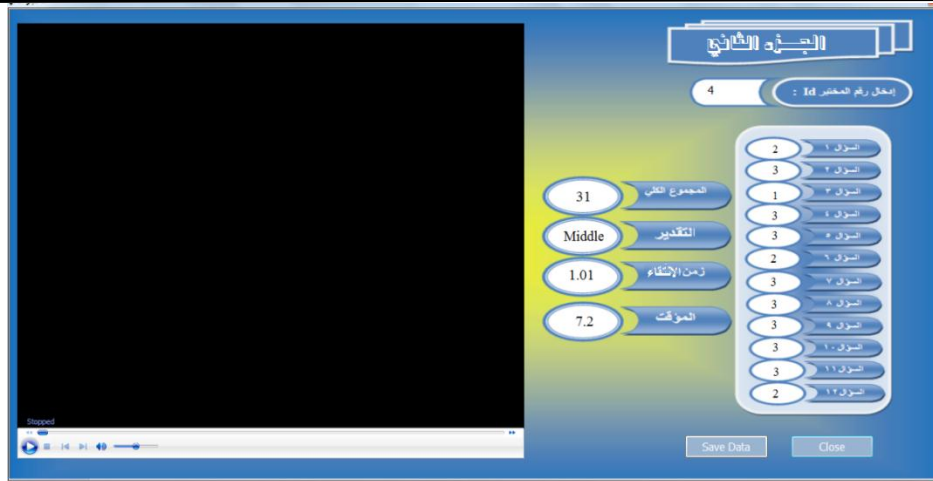 الجــزء الثاني
إدخال رقم المختبر Id :
4
السؤال ١
2
السؤال ٢
3
السؤال ٣
1
السؤال ٤
3
السؤال ٥
3
السؤال ٦
2
السؤال ٧
3
السؤال ٨
3
السؤال ٩
3
السؤال ١٠
3
السؤال ١١
3
السؤال ١٢
2
المجموع الكلي
31
التقدير
Middle
زمن الإنتقاء
1.01
المؤقت
7.2
Stopped
Save Data
Close